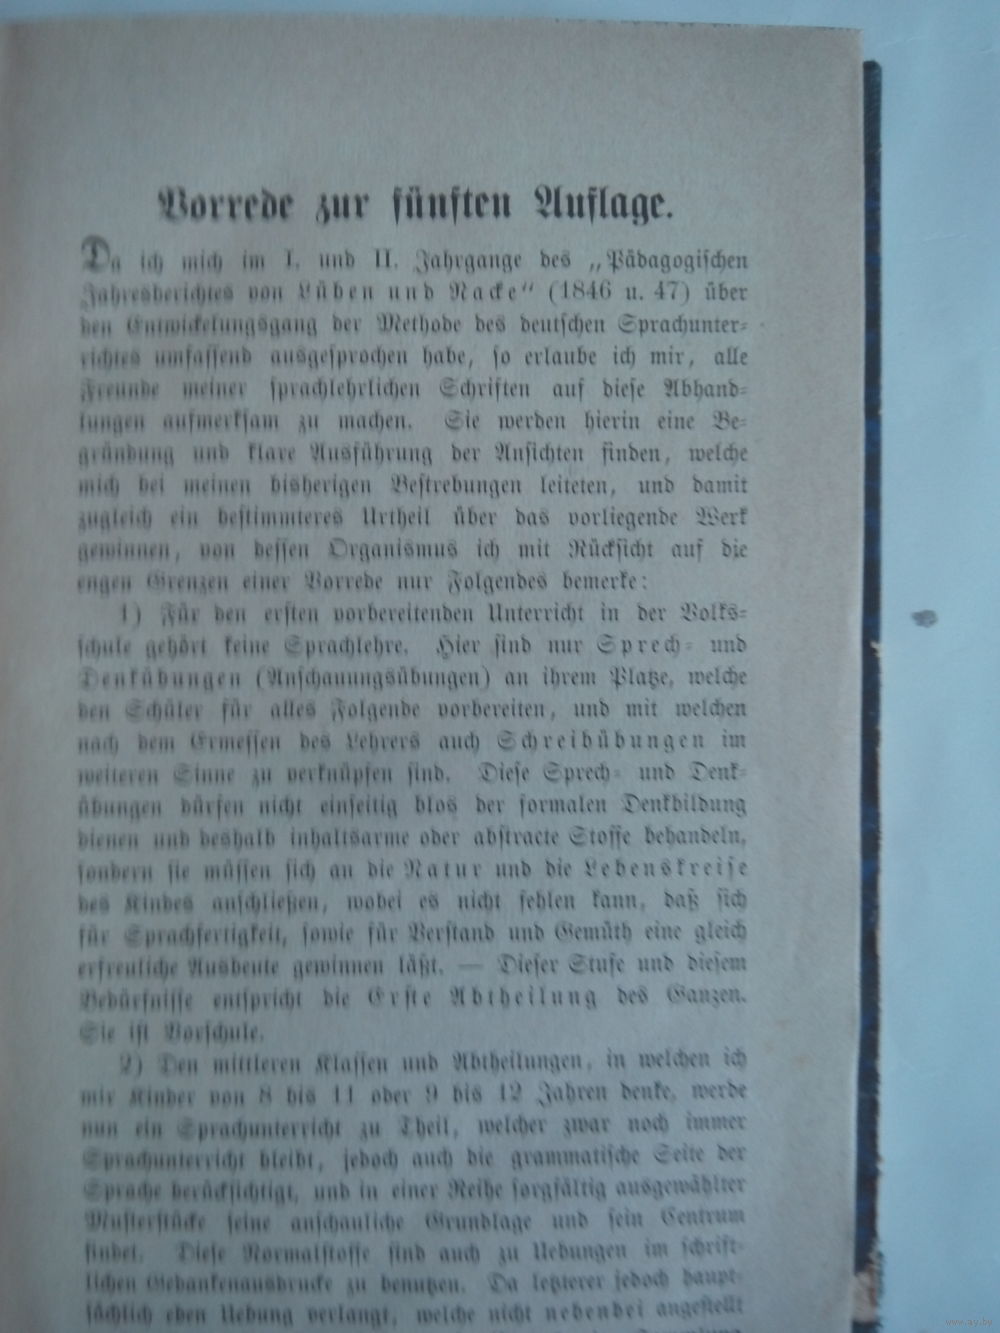 Vorrede zur fünften Auflage.
Da ich mich im I. und II. Jahrgange des „Pädagogischen
Jahresberichtes von Lüben und Nacke“ (1846 u. 47) über
den Entwickelungsgang der Methode des deutschen Sprachunter-
richtes umfassend ausgesprochen habe, so erlaube ich mir, alle
Freunde meiner sprachlehrlichen Schriften auf diese Abhand-
lungen aufmerksam zu machen. Sie werden hierin eine Be-
gründung und klare Ausführung der Ansichten finden, welche
mich bei meinen bisherigen Bestrebungen leiteten, und damit
zugleich ein bestimmteres Urtheil über das vorliegende Werk
gewinnen, von dessen Organismus ich mit Rücksicht auf die
engen Grenzen einer Vorrede nur Folgendes bemerke:
1) Für den ersten vorbereitenden Unterricht in der Volks-
schule gehört keine Sprachlehre. Hier sind nur Sprech- und
Denkübungen (Anschauungsübungen) an ihrem Platze, welche
den Schüler für alles Folgende vorbereiten, und mit welchen
nach dem Ermessen des Lehrers auch Schreibübungen im
weiteren Sinne zu verknüpfen sind. Diese Sprech- und Denk-
übungen dürfen nicht einseitig blos der formalen Denkbildung
dienen und deshalb inhaltsarme oder abstracte Stoffe behandeln,
sondern sie müssen sich an die Natur und die Lebenskreise
des Kindes anschließen, wobei es nicht fehlen kann, daß sich
für Sprachfertigkeit, sowie für Verstand und Gemüth eine gleich
erfreuliche Ausbeute gewinnen läßt. — Dieser Stufe und diesem
Bedürfnisse entspricht die Erste Abtheilung des Ganzen.
Sie ist Vorschule.
2) Den mittleren Klassen und Abtheilungen, in welchen ich
mir Kinder von 8 bis 11 oder 9 bis 12 Jahren denke, werde
nun ein Sprachunterricht zu Theil, welcher zwar noch immer
Sprachunterricht bleibt, jedoch auch die grammatische Seite der
Sprache berücksichtigt, und in einer Reihe sorgfältig ausgewählter
Musterstücke seine anschauliche Grundlage und sein Centrum
findet. Diese Normalstoffe sind auch zu Uebungen im schrift-
lichen Gedankenausdrucke zu benutzen. Da letzterer jedoch haupt-
sächlich eben Uebung verlangt, welche nicht nebenbei angestellt
www.ay.by